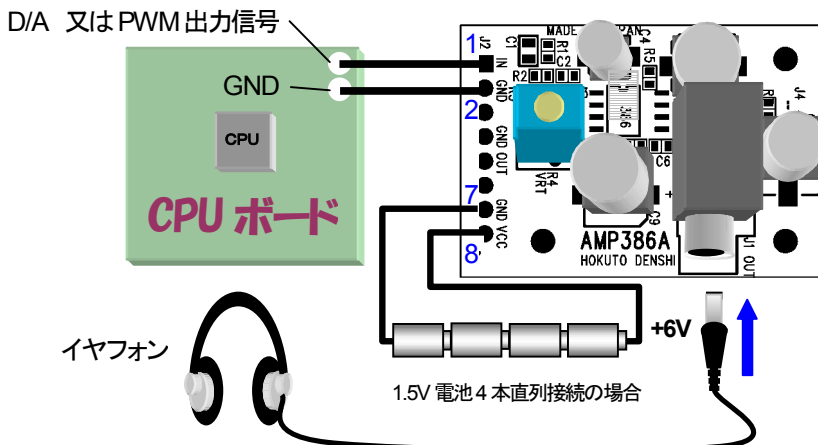 D/A 又は PWM 出力信号
GND
CPU
CPU ボード
1
2
7
8
J2
IN
GND
GND
OUT
GND
VCC
MADE
PAN
C1
R1
C2
R2
C4
R5
386
R4
VRT
C6
C9
J4
+
AMP386A
HOKUTO DENSHI
J1 OUT
+6V
イヤフォン
1.5V 電池 4 本直列接続の場合